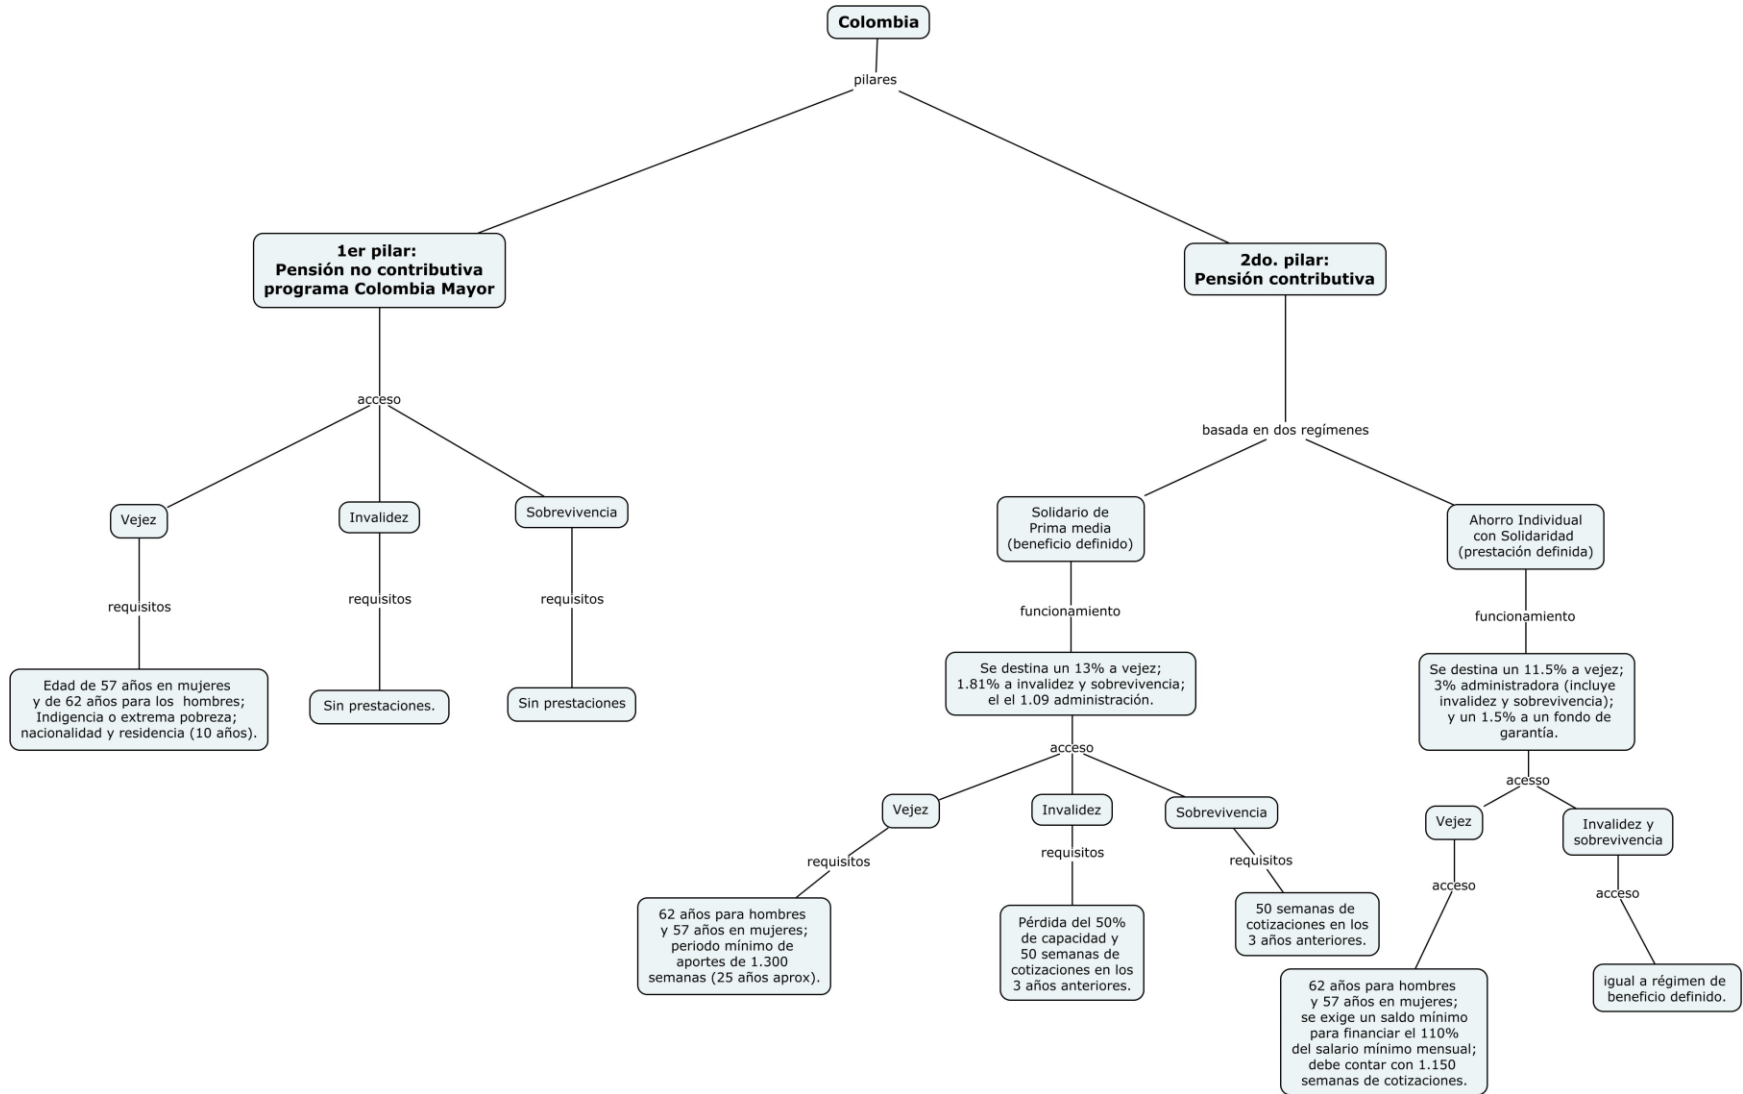 Colombia
pilares
1er pilar:
Pensión no contributiva
programa Colombia Mayor
2do. pilar:
Pensión contributiva
acceso
basada en dos regímenes
Vejez
Invalidez
Sobrevivencia
requisitos
requisitos
requisitos
Edad de 57 años en mujeres
y de 62 años para los hombres;
Indigencia o extrema pobreza;
nacionalidad y residencia (10 años).
Sin prestaciones.
Sin prestaciones
Solidario de
Prima media
(beneficio definido)
funcionamiento
Se destina un 13% a vejez;
1.81% a invalidez y sobrevivencia;
el el 1.09 administración.
acceso
Vejez
Invalidez
Sobrevivencia
requisitos
requisitos
requisitos
62 años para hombres
y 57 años en mujeres;
periodo mínimo de
aportes de 1.300
semanas (25 años aprox).
Pérdida del 50%
de capacidad y
50 semanas de
cotizaciones en los
3 años anteriores.
50 semanas de
cotizaciones en los
3 años anteriores.
Ahorro Individual
con Solidaridad
(prestación definida)
funcionamiento
Se destina un 11.5% a vejez;
3% administradora (incluye
invalidez y sobrevivencia);
y un 1.5% a un fondo de
garantía.
acesso
Vejez
Invalidez y
sobrevivencia
acceso
acceso
62 años para hombres
y 57 años en mujeres;
se exige un saldo mínimo
para financiar el 110%
del salario mínimo mensual;
debe contar con 1.150
semanas de cotizaciones.
igual a régimen de
beneficio definido.